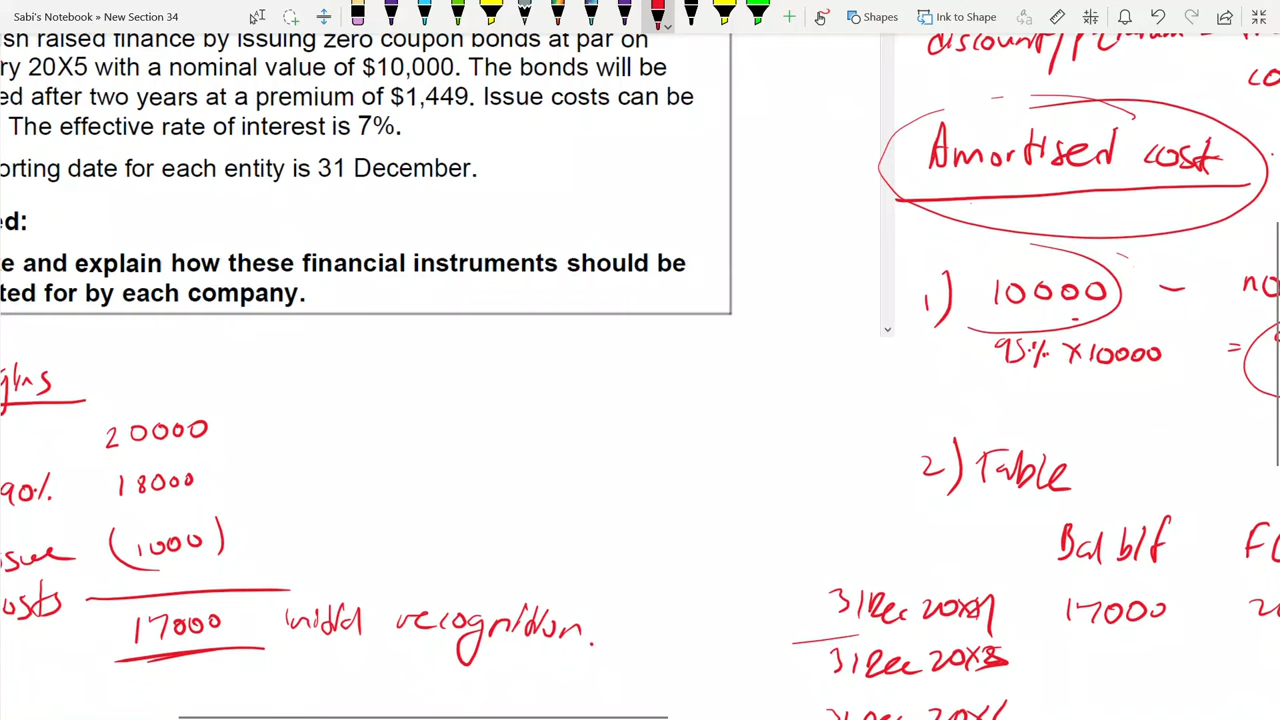 Sabi's Notebook » New Section 34
Shapes
Ink to Shape
sh raised finance by issuing zero coupon bonds at par on
ry 20X5 with a nominal value of $10,000. The bonds will be
ed after two years at a premium of $1,449. Issue costs can be
The effective rate of interest is 7%.
orting date for each entity is 31 December.
ed:
e and explain how these financial instruments should be
ted for by each company.
20000
90% 18000
(1000)
17000 initial recognition.
discount/
co
Amortised cost
1) 10000 - no
95% x 10000 =
2) Table
Bal b/f
31 Dec 20X4 17000 2
31 Dec 20X5